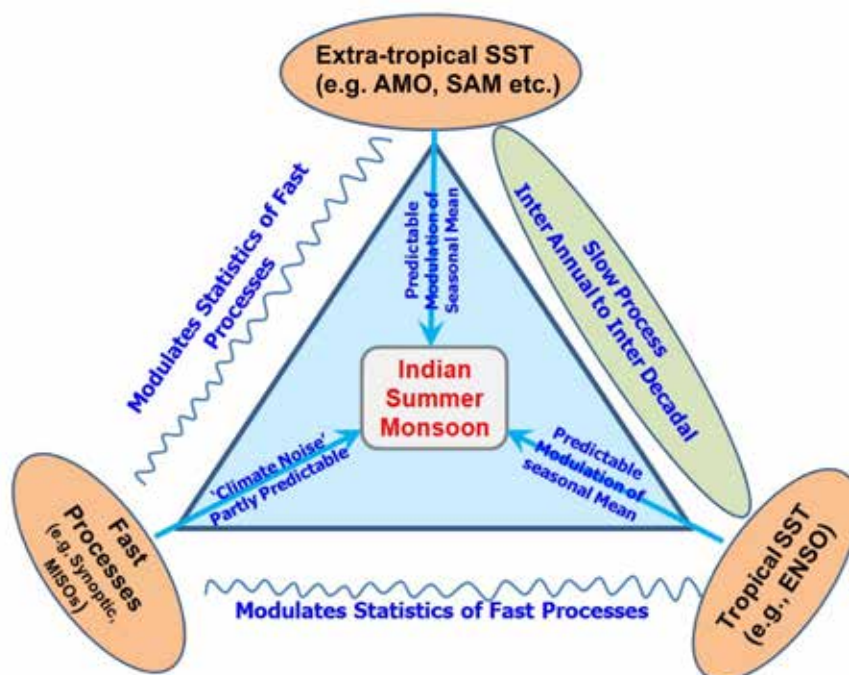 Extra-tropical SST
(e.g. AMO, SAM etc.)
Modulates Statistics of Fast
Processes
Predictable
Modulation of
Seasonal Mean
Slow Process
Inter Annual to Inter Decadal
Indian
Summer
Monsoon
'Climate Noise'
Partly Predictable
Predictable
Modulation of
seasonal Mean
Fast
Processes
(e.g, Synoptic,
MISOs)
Tropical SST
(e.g., ENSO)
Modulates Statistics of Fast Processes